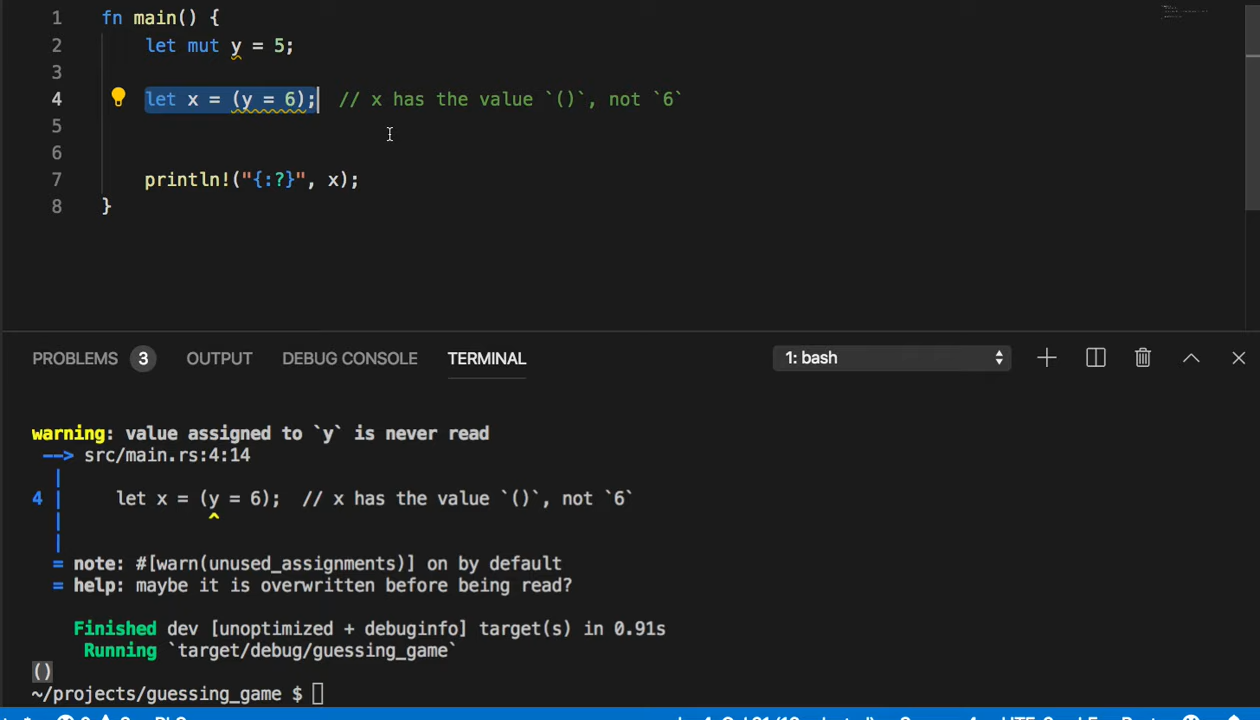 1 fn main() {
2 let mut y = 5;
3
4 let x = (y = 6); // x has the value `()`, not `6`
5
6
7 println!("{:?}", x);
8 }
PROBLEMS 3 OUTPUT DEBUG CONSOLE TERMINAL 1: bash
warning: value assigned to `y` is never read
--> src/main.rs:4:14
|
4 | let x = (y = 6); // x has the value `()`, not `6`
| ^
|
= note: #[warn(unused_assignments)] on by default
= help: maybe it is overwritten before being read?
Finished dev [unoptimized + debuginfo] target(s) in 0.91s
Running `target/debug/guessing_game`
()
~/projects/guessing_game $